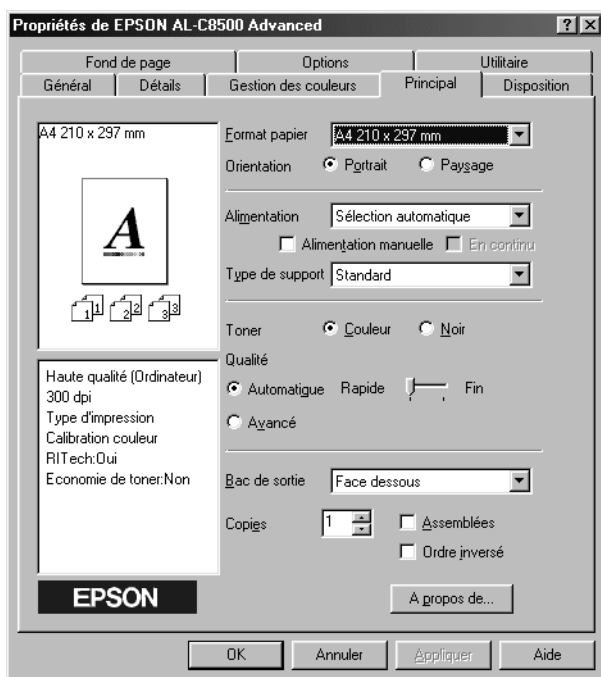 Propriétés de EPSON AL-C8500 Advanced
Fond de page Options Utilitaire
Général Détails Gestion des couleurs Principal Disposition
A4 210 x 297 mm
Format papier A4 210 x 297 mm
Orientation Portrait Paysage
A
Alimentation Sélection automatique
Alimentation manuelle En continu
Type de support Standard
1 1 2 2 3 3
Toner Couleur Noir
Qualité
Automatique Rapide Fin
Avancé
Haute qualité (Ordinateur)
300 dpi
Type d'impression
Calibration couleur
RITech:Oui
Economie de toner:Non
Bac de sortie Face dessous
Copies 1 Assemblées
Ordre inversé
EPSON
A propos de...
OK Annuler Appliquer Aide